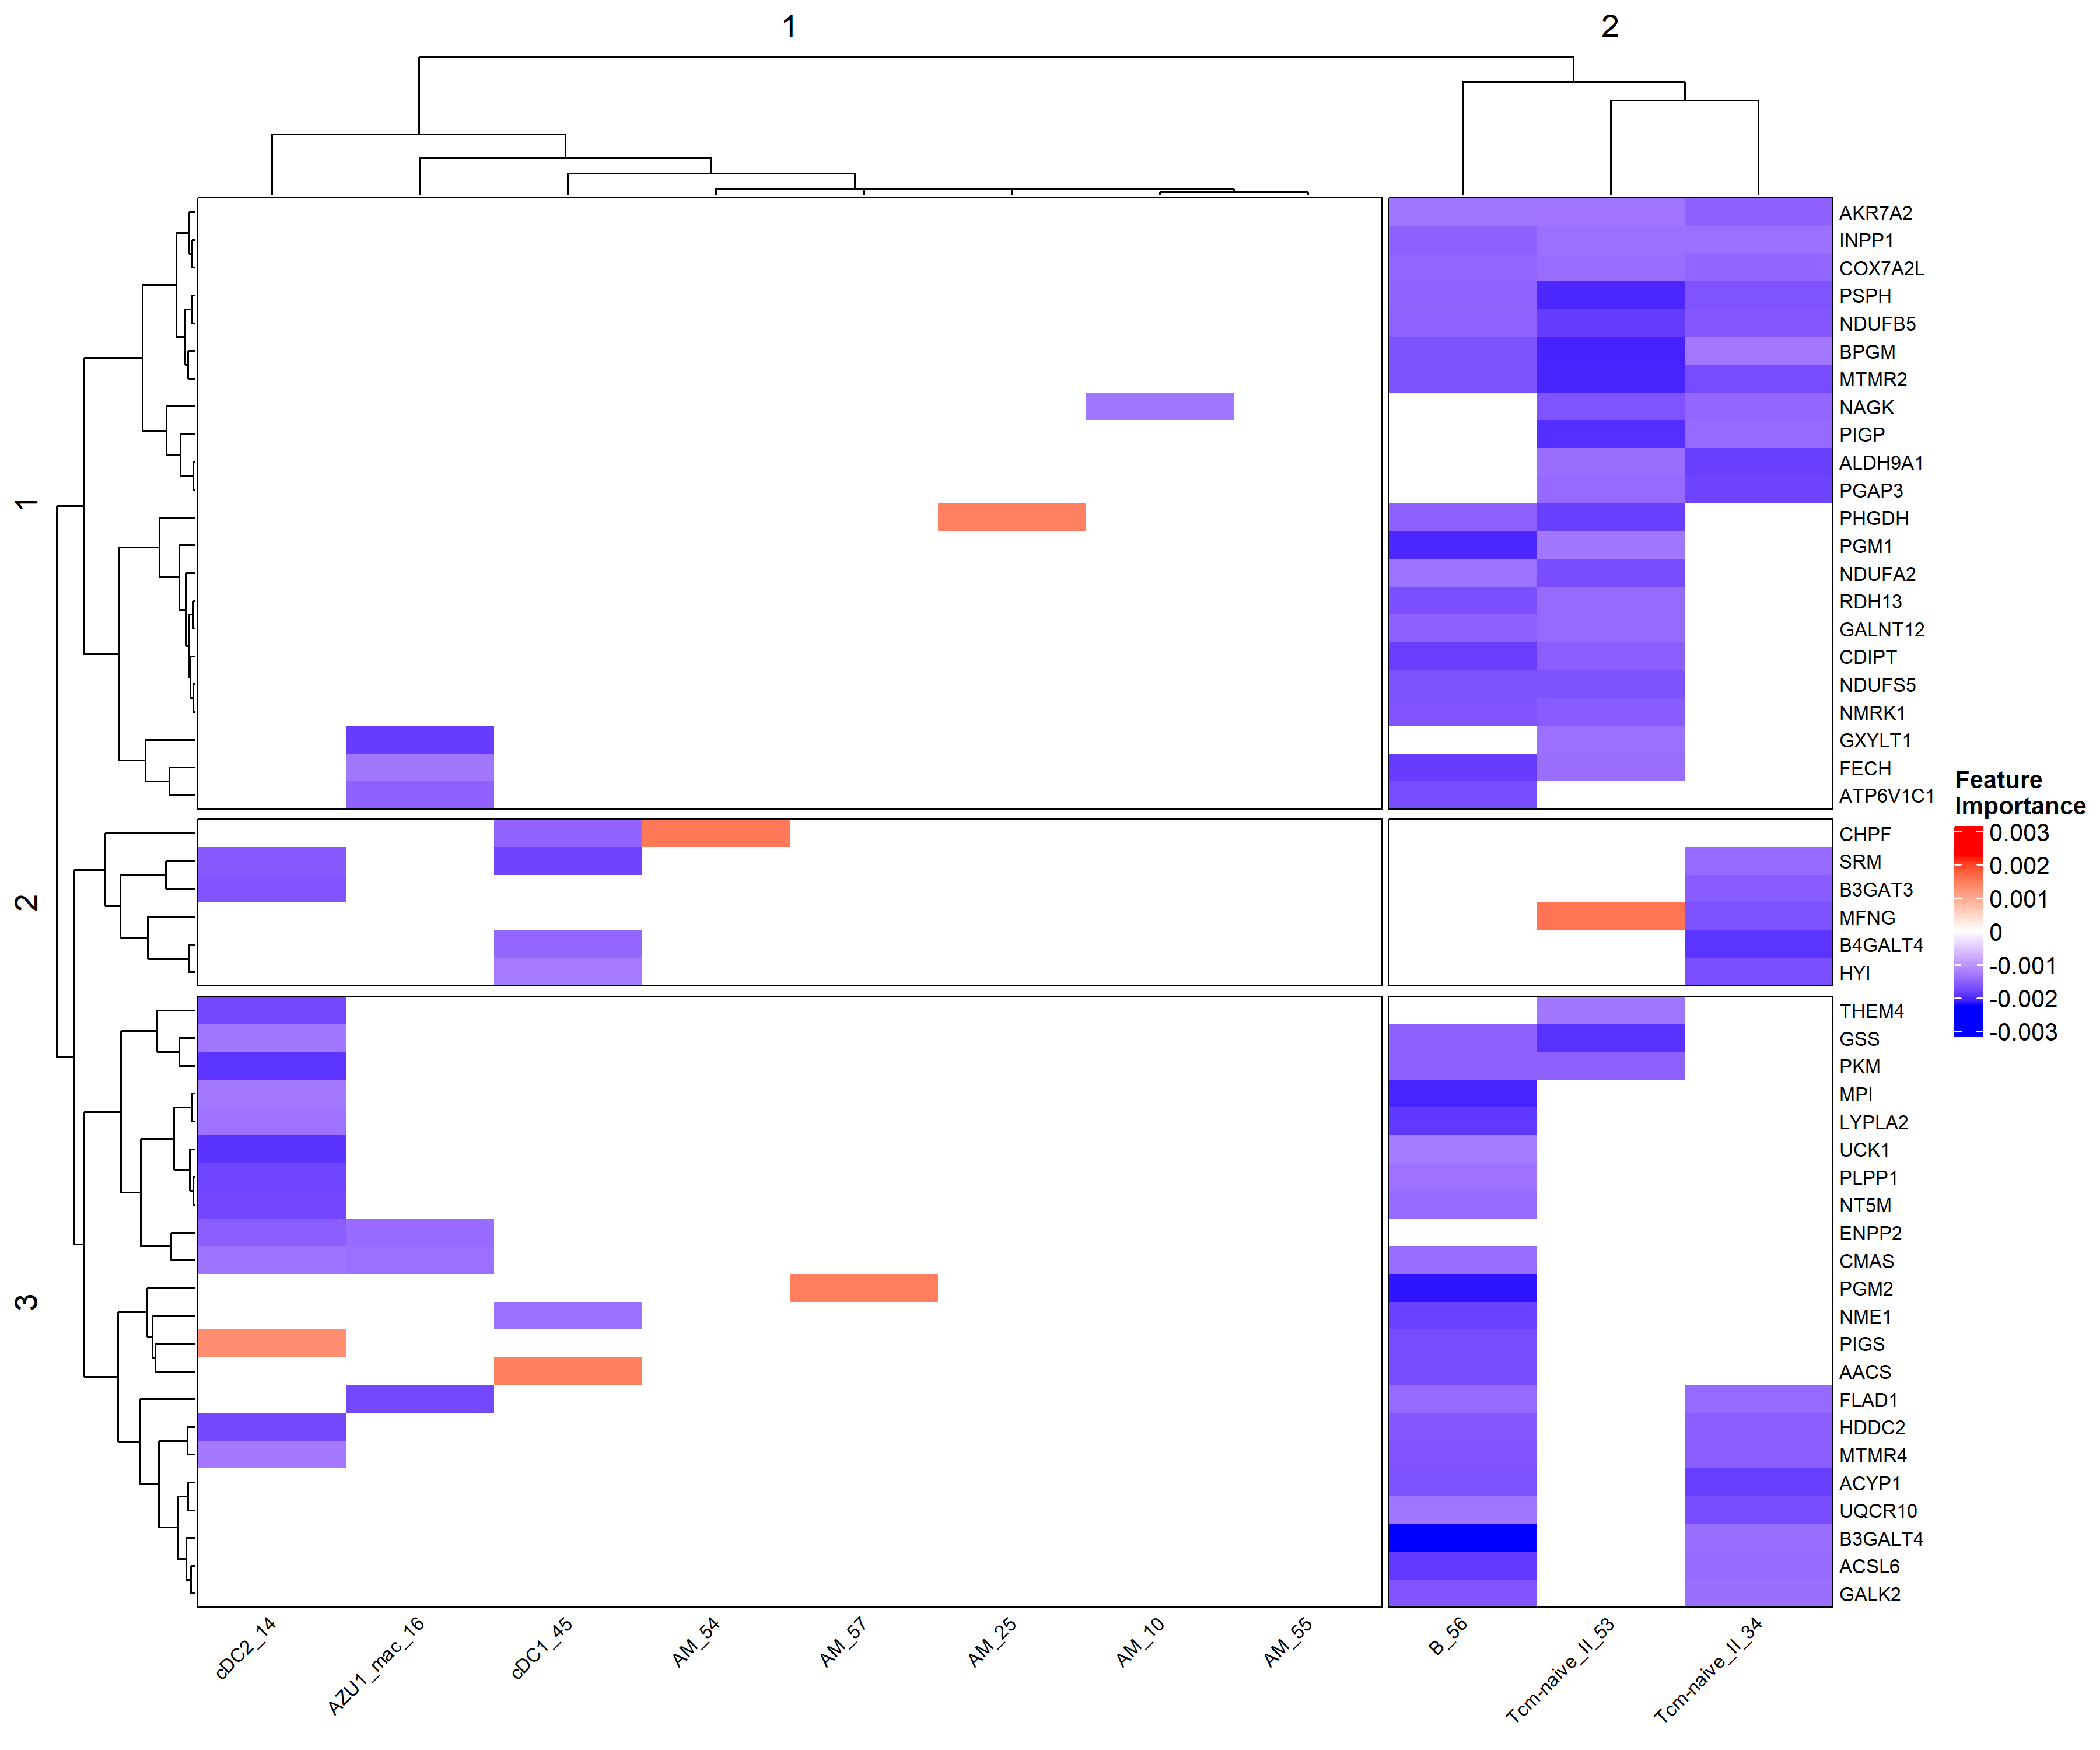 1
2
1
2
3
AKR7A2
INPP1
COX7A2L
PSPH
NDUFB5
BPGM
MTMR2
NAGK
PIGP
ALDH9A1
PGAP3
PHGDH
PGM1
NDUFA2
RDH13
GALNT12
CDIPT
NDUFS5
NMRK1
GXYLT1
FECH
ATP6V1C1
CHPF
SRM
B3GAT3
MFNG
B4GALT4
HYI
THEM4
GSS
PKM
MPI
LYPLA2
UCK1
PLPP1
NT5M
ENPP2
CMAS
PGM2
NME1
PIGS
AACS
FLAD1
HDDC2
MTMR4
ACYP1
UQCR10
B3GALT4
ACSL6
GALK2
Feature
Importance
0.003
0.002
0.001
0
-0.001
-0.002
-0.003
cDC2_14
AZU1_mac_16
cDC1_45
AM_54
AM_57
AM_25
AM_10
AM_55
B_56
Tcm-naive_II_53
Tcm-naive_II_34